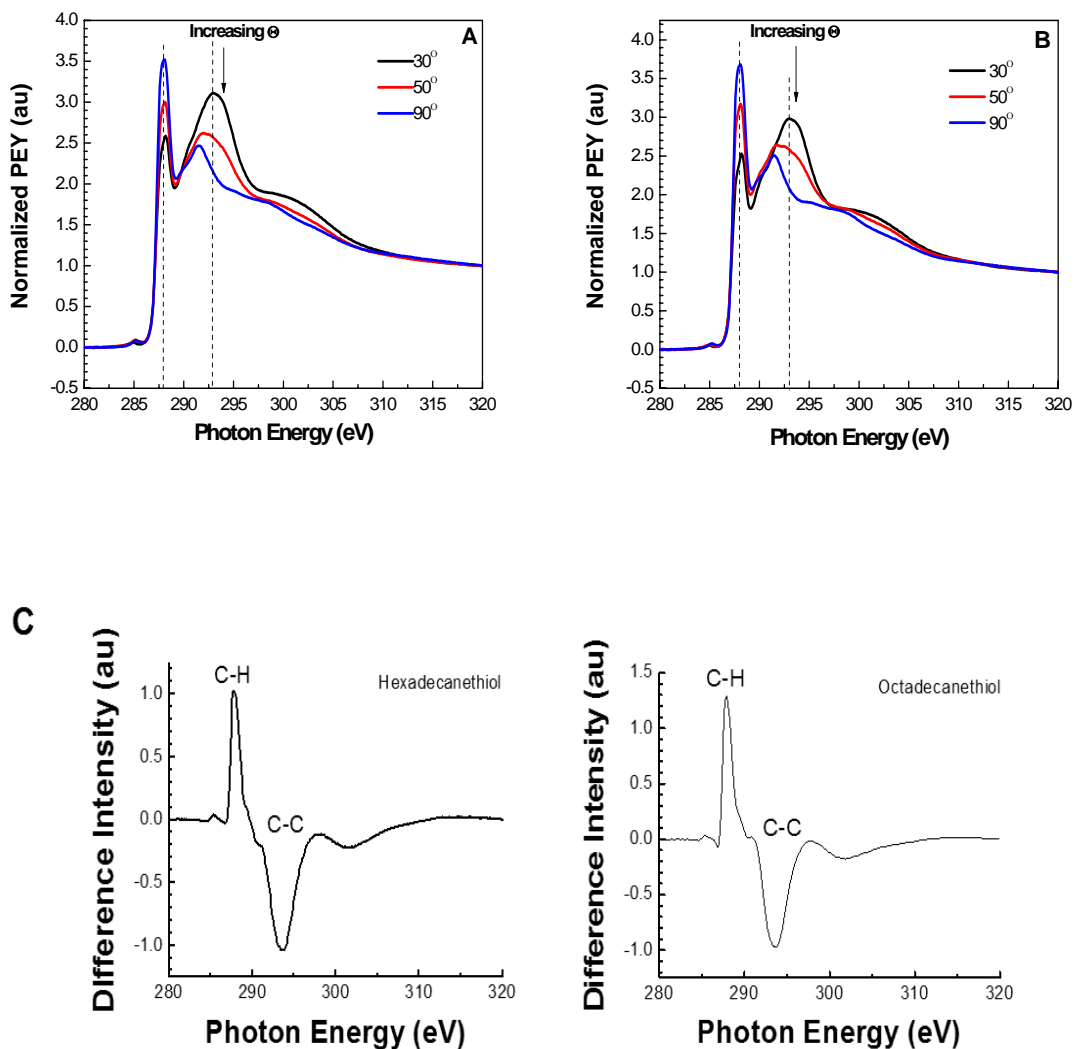 Increasing Θ
A
30°
50°
90°
Normalized PEY (au)
4.0
3.5
3.0
2.5
2.0
1.5
1.0
0.5
0.0
-0.5
280 285 290 295 300 305 310 315 320
Photon Energy (eV)
Increasing Θ
B
30°
50°
90°
Normalized PEY (au)
4.0
3.5
3.0
2.5
2.0
1.5
1.0
0.5
0.0
-0.5
280 285 290 295 300 305 310 315 320
Photon Energy (eV)
C
C-H
Hexadecanethiol
C-C
Difference Intensity (au)
1.0
0.5
0.0
-0.5
-1.0
280 290 300 310 320
Photon Energy (eV)
C-H
Octadecanethiol
C-C
Difference Intensity (au)
1.5
1.0
0.5
0.0
-0.5
-1.0
280 290 300 310 320
Photon Energy (eV)